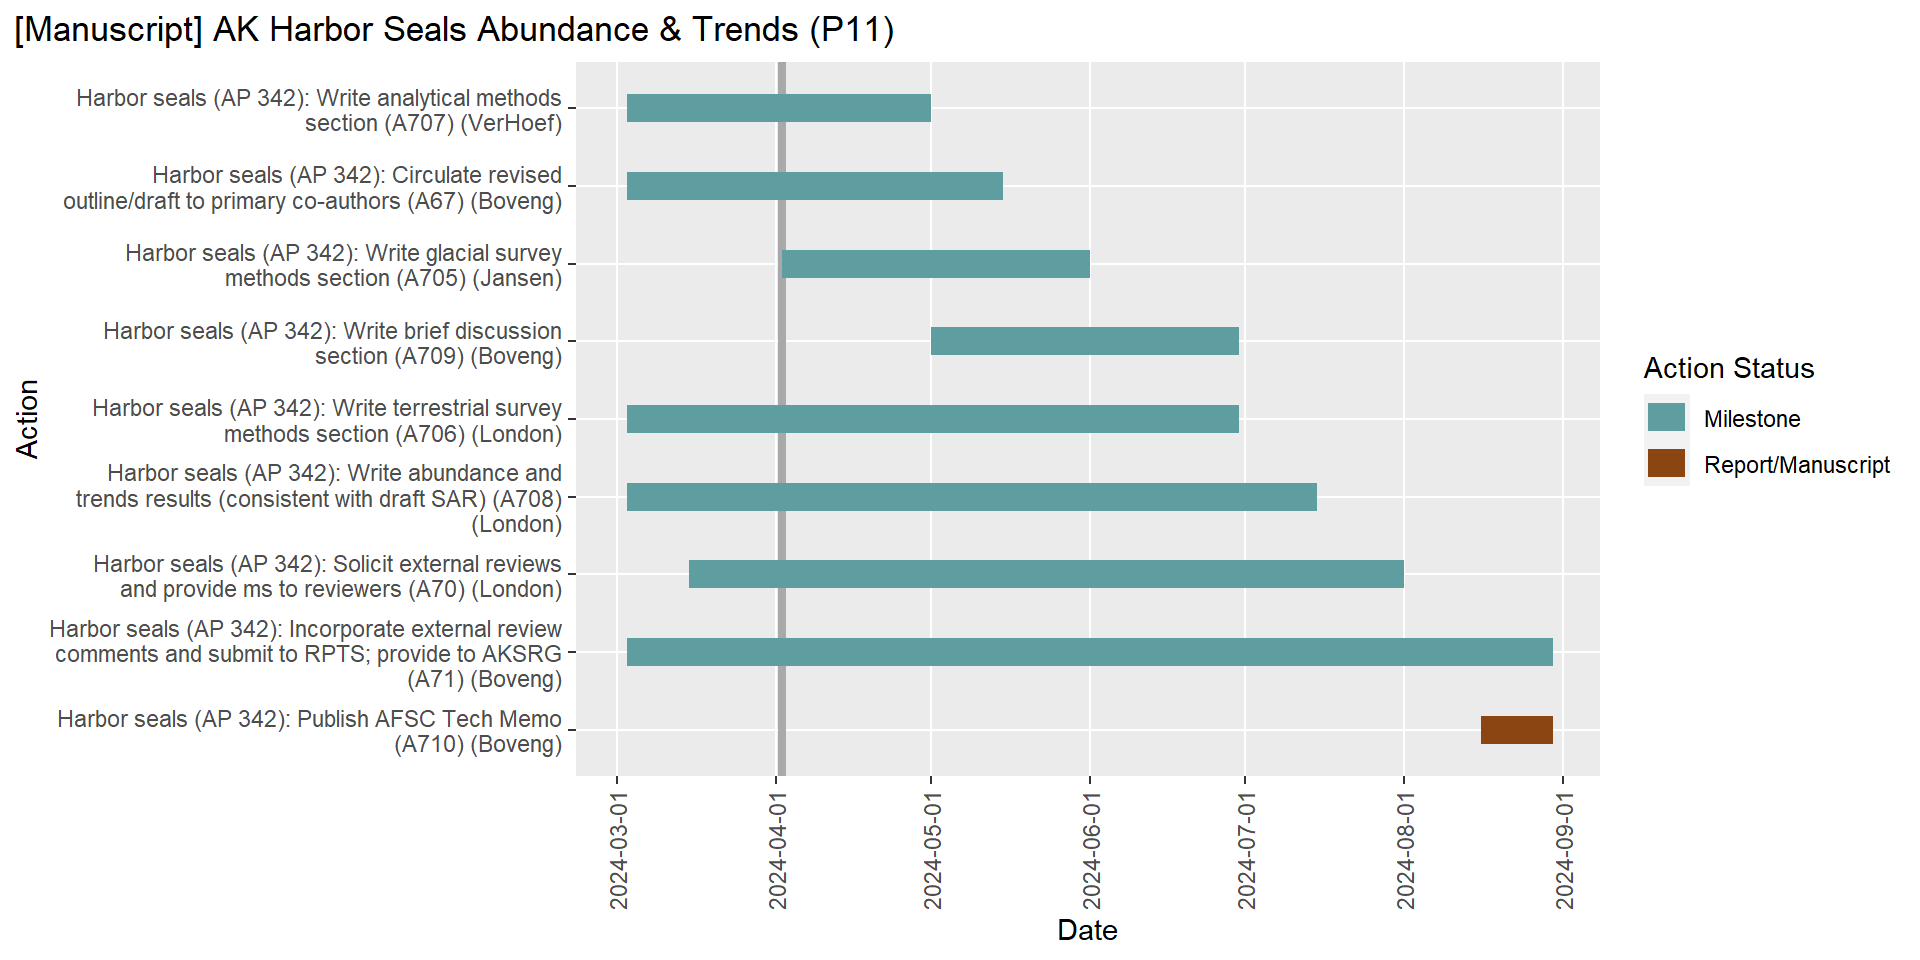 [Manuscript] AK Harbor Seals Abundance & Trends (P11)
Harbor seals (AP 342): Write analytical methods
section (A707) (VerHoef)
Harbor seals (AP 342): Circulate revised
outline/draft to primary co-authors (A67) (Boveng)
Harbor seals (AP 342): Write glacial survey
methods section (A705) (Jansen)
Harbor seals (AP 342): Write brief discussion
section (A709) (Boveng)
Harbor seals (AP 342): Write terrestrial survey
methods section (A706) (London)
Harbor seals (AP 342): Write abundance and
trends results (consistent with draft SAR) (A708)
(London)
Harbor seals (AP 342): Solicit external reviews
and provide ms to reviewers (A70) (London)
Harbor seals (AP 342): Incorporate external review
comments and submit to RPTS; provide to AKSRG
(A71) (Boveng)
Harbor seals (AP 342): Publish AFSC Tech Memo
(A710) (Boveng)
Action
2024-03-01
2024-04-01
2024-05-01
2024-06-01
2024-07-01
2024-08-01
2024-09-01
Date
Action Status
Milestone
Report/Manuscript